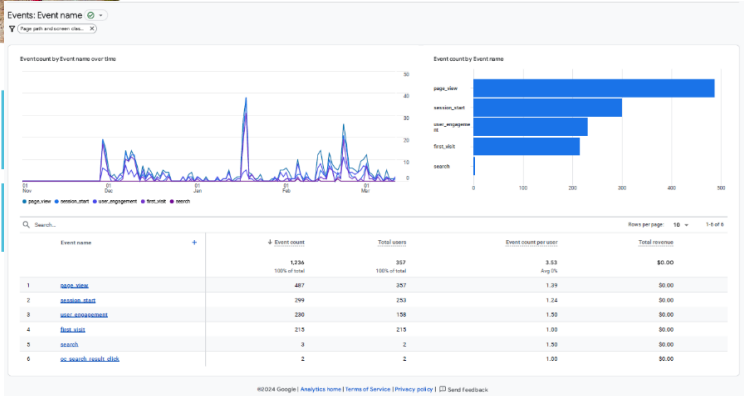 Events: Event name
Page path and screen clas...
Event count by Event name over time
50
40
30
20
10
0
01
Nov
01
Dec
01
Jan
01
Feb
01
Mar
page_view
session_start
user_engagement
first_visit
search
Event count by Event name
page_view
session_start
user_engageme
nt
first_visit
search
0
100
200
300
400
500
Search...
Rows per page: 10
1-6 of 6
Event name + ↓ Event count Total users Event count per user Total revenue
1,236 357 3.53 $0.00
100% of total 100% of total Avg 0%
1 page_view 487 357 1.39 $0.00
2 session_start 299 253 1.24 $0.00
3 user_engagement 230 158 1.50 $0.00
4 first_visit 215 215 1.00 $0.00
5 search 3 2 1.50 $0.00
6 oc_search_result_click 2 2 1.00 $0.00
©2024 Google | Analytics home | Terms of Service | Privacy policy | Send feedback